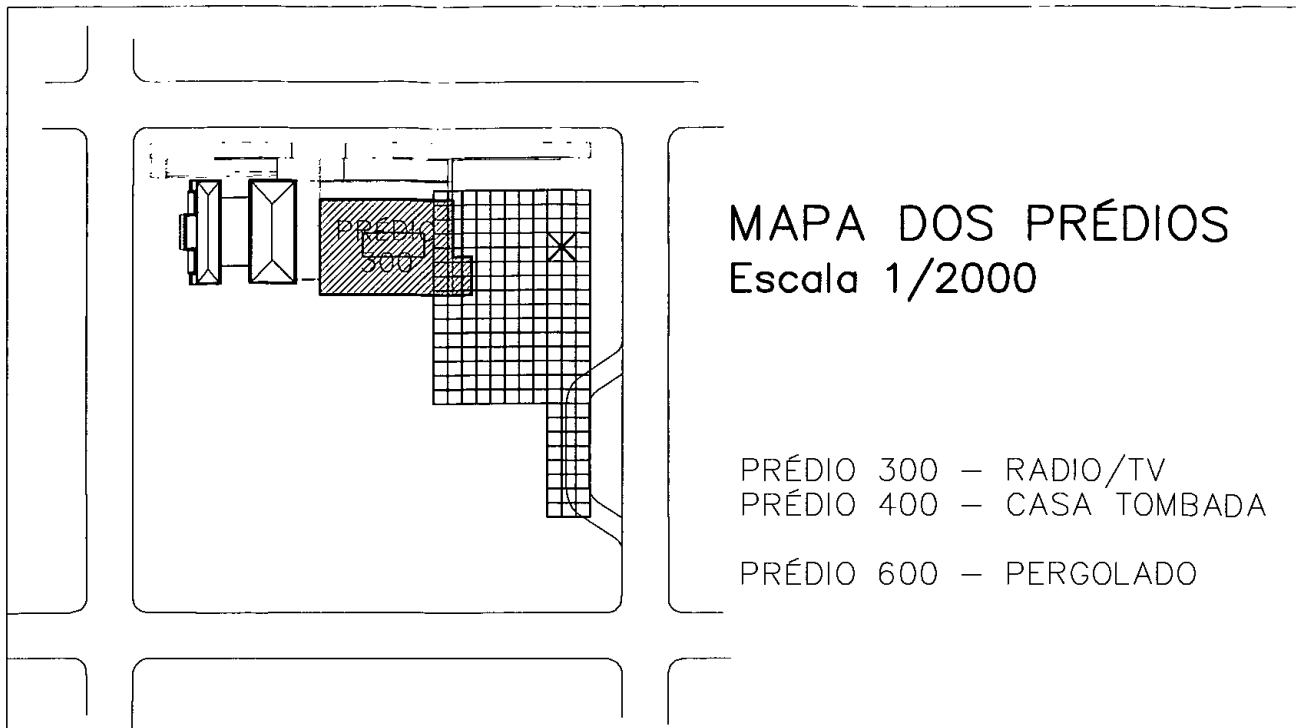 PRÉDIO
300
MAPA DOS PRÉDIOS
Escala 1/2000
PRÉDIO 300 – RADIO/TV
PRÉDIO 400 – CASA TOMBADA
PRÉDIO 600 – PERGOLADO